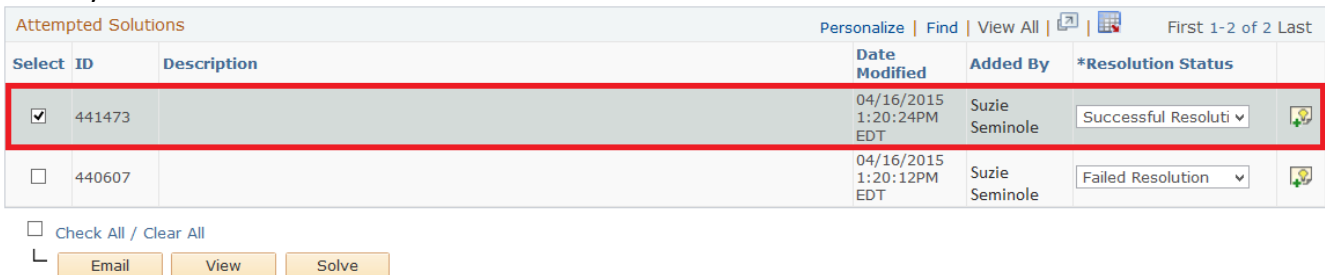 Attempted Solutions Personalize | Find | View All | | First 1-2 of 2 Last
Select ID Description Date Modified Added By *Resolution Status
441473 04/16/2015 1:20:24PM EDT Suzie Seminole Successful Resoluti
440607 04/16/2015 1:20:12PM EDT Suzie Seminole Failed Resolution
Check All / Clear All
Email View Solve